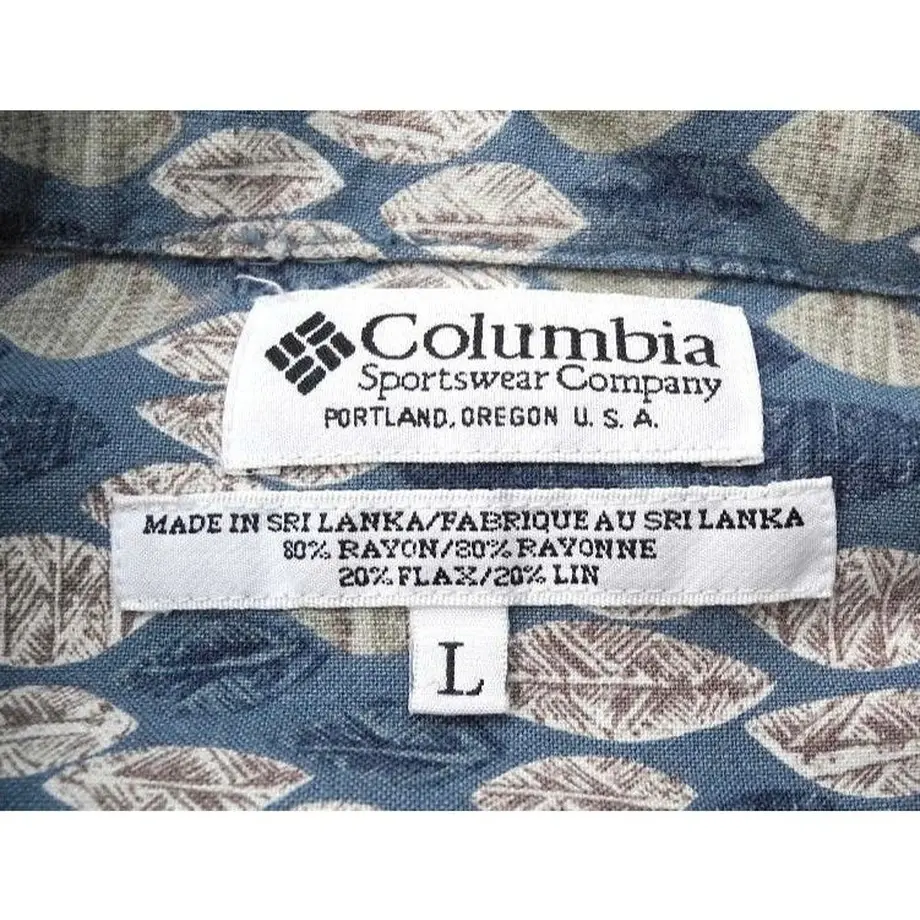 Columbia
Sportswear Company
PORTLAND, OREGON U. S. A.
MADE IN SRI LANKA/FABRIQUE AU SRI LANKA
80% RAYON/80% RAYONNE
20% FLAX/20% LIN
L